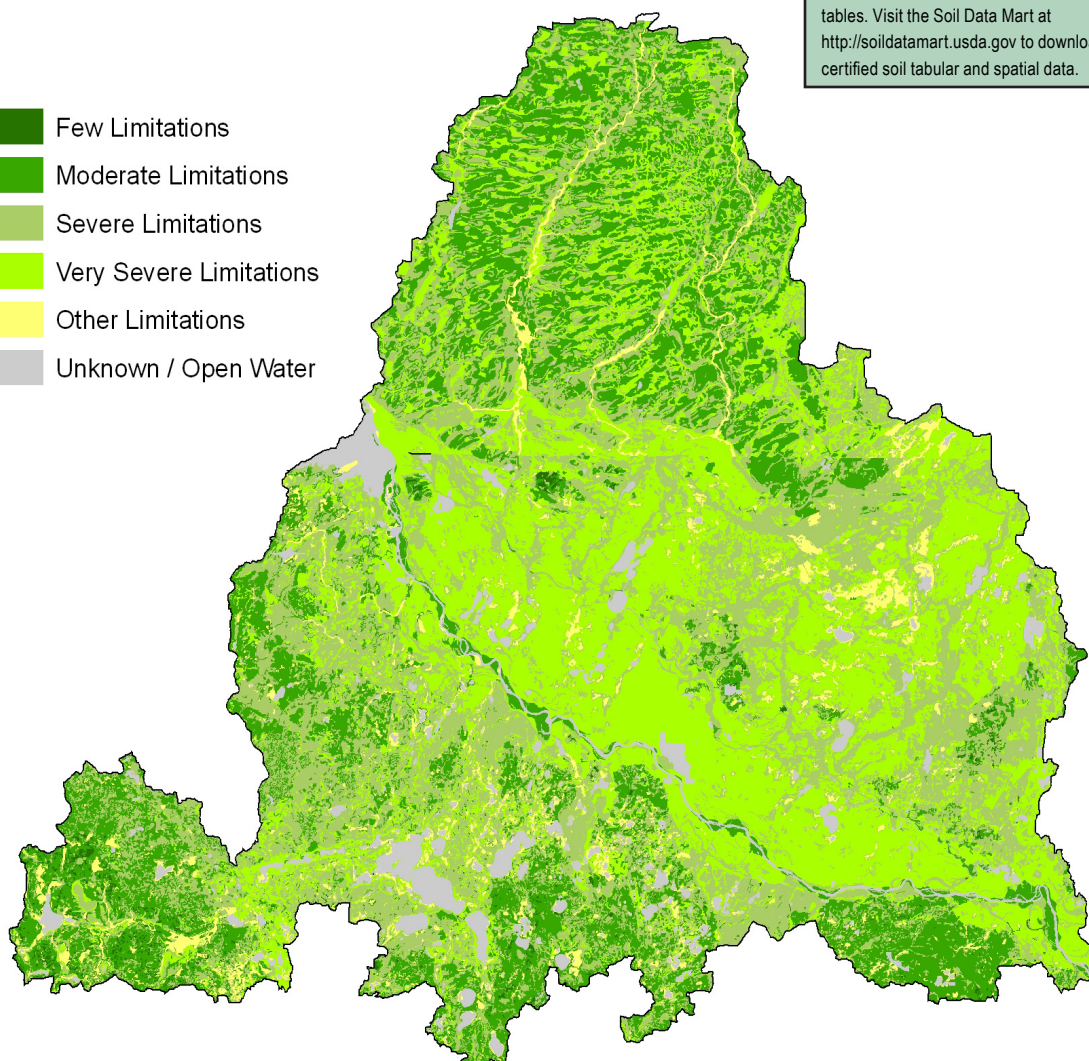 tables. Visit the Soil Data Mart at
http://soildatamart.usda.gov to downlo
certified soil tabular and spatial data.
Few Limitations
Moderate Limitations
Severe Limitations
Very Severe Limitations
Other Limitations
Unknown / Open Water